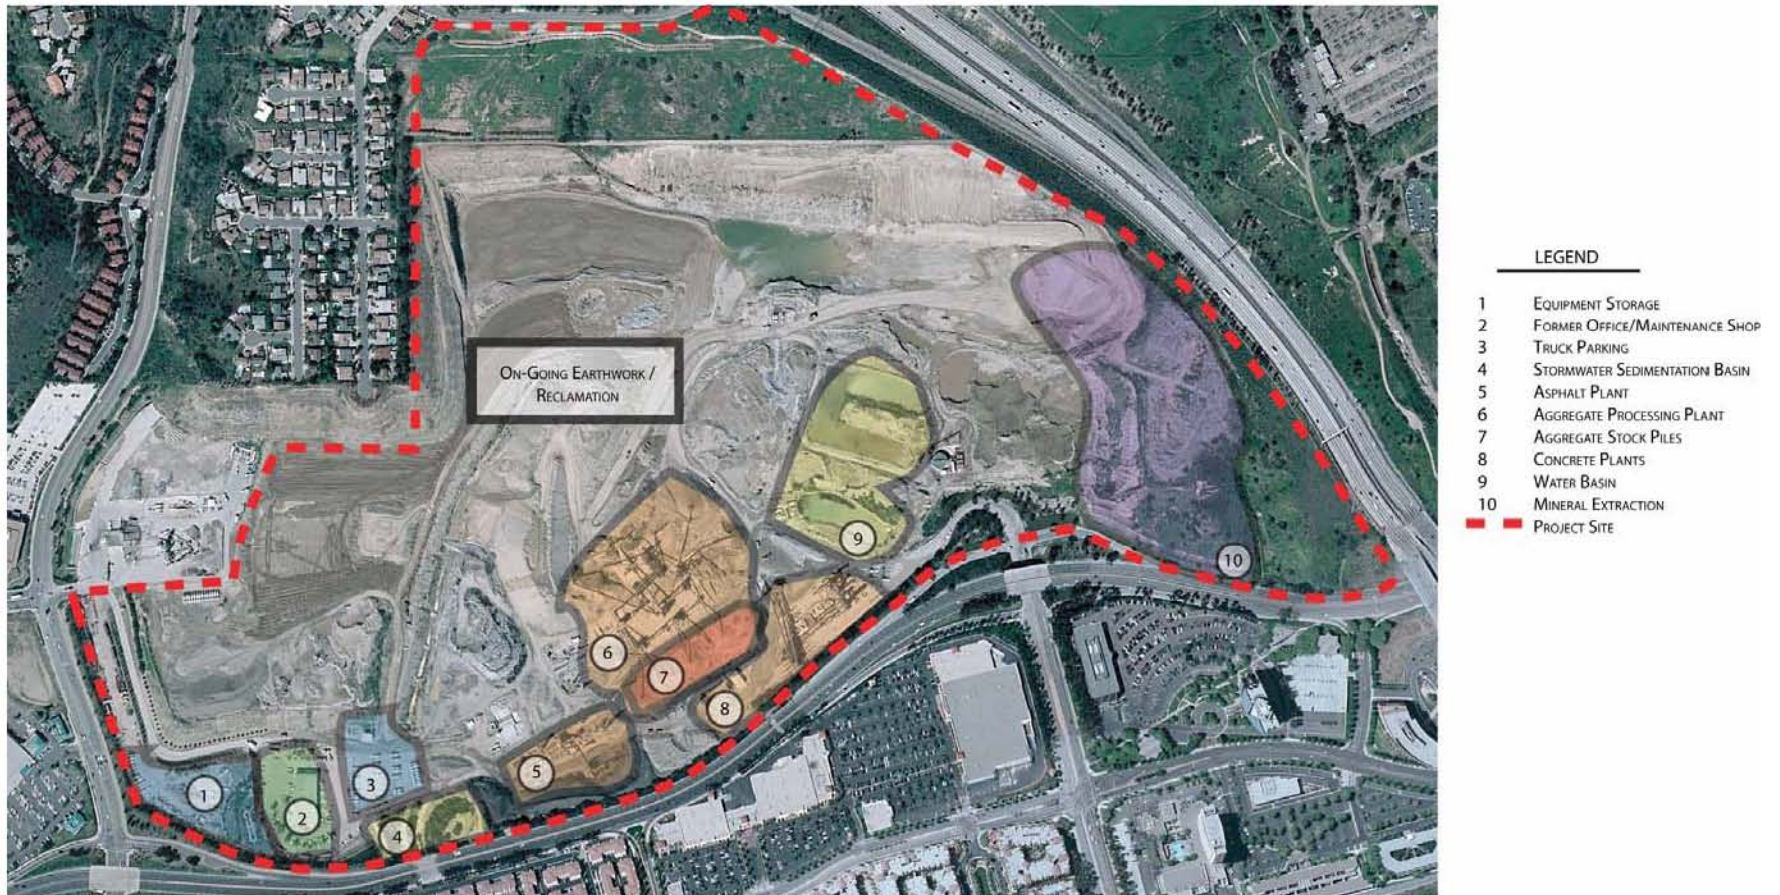 ON-GOING EARTHWORK /
RECLAMATION
1
2
3
4
5
6
7
8
9
10
LEGEND
1 EQUIPMENT STORAGE
2 FORMER OFFICE/MAINTENANCE SHOP
3 TRUCK PARKING
4 STORMWATER SEDIMENTATION BASIN
5 ASPHALT PLANT
6 AGGREGATE PROCESSING PLANT
7 AGGREGATE STOCK PILES
8 CONCRETE PLANTS
9 WATER BASIN
10 MINERAL EXTRACTION
PROJECT SITE